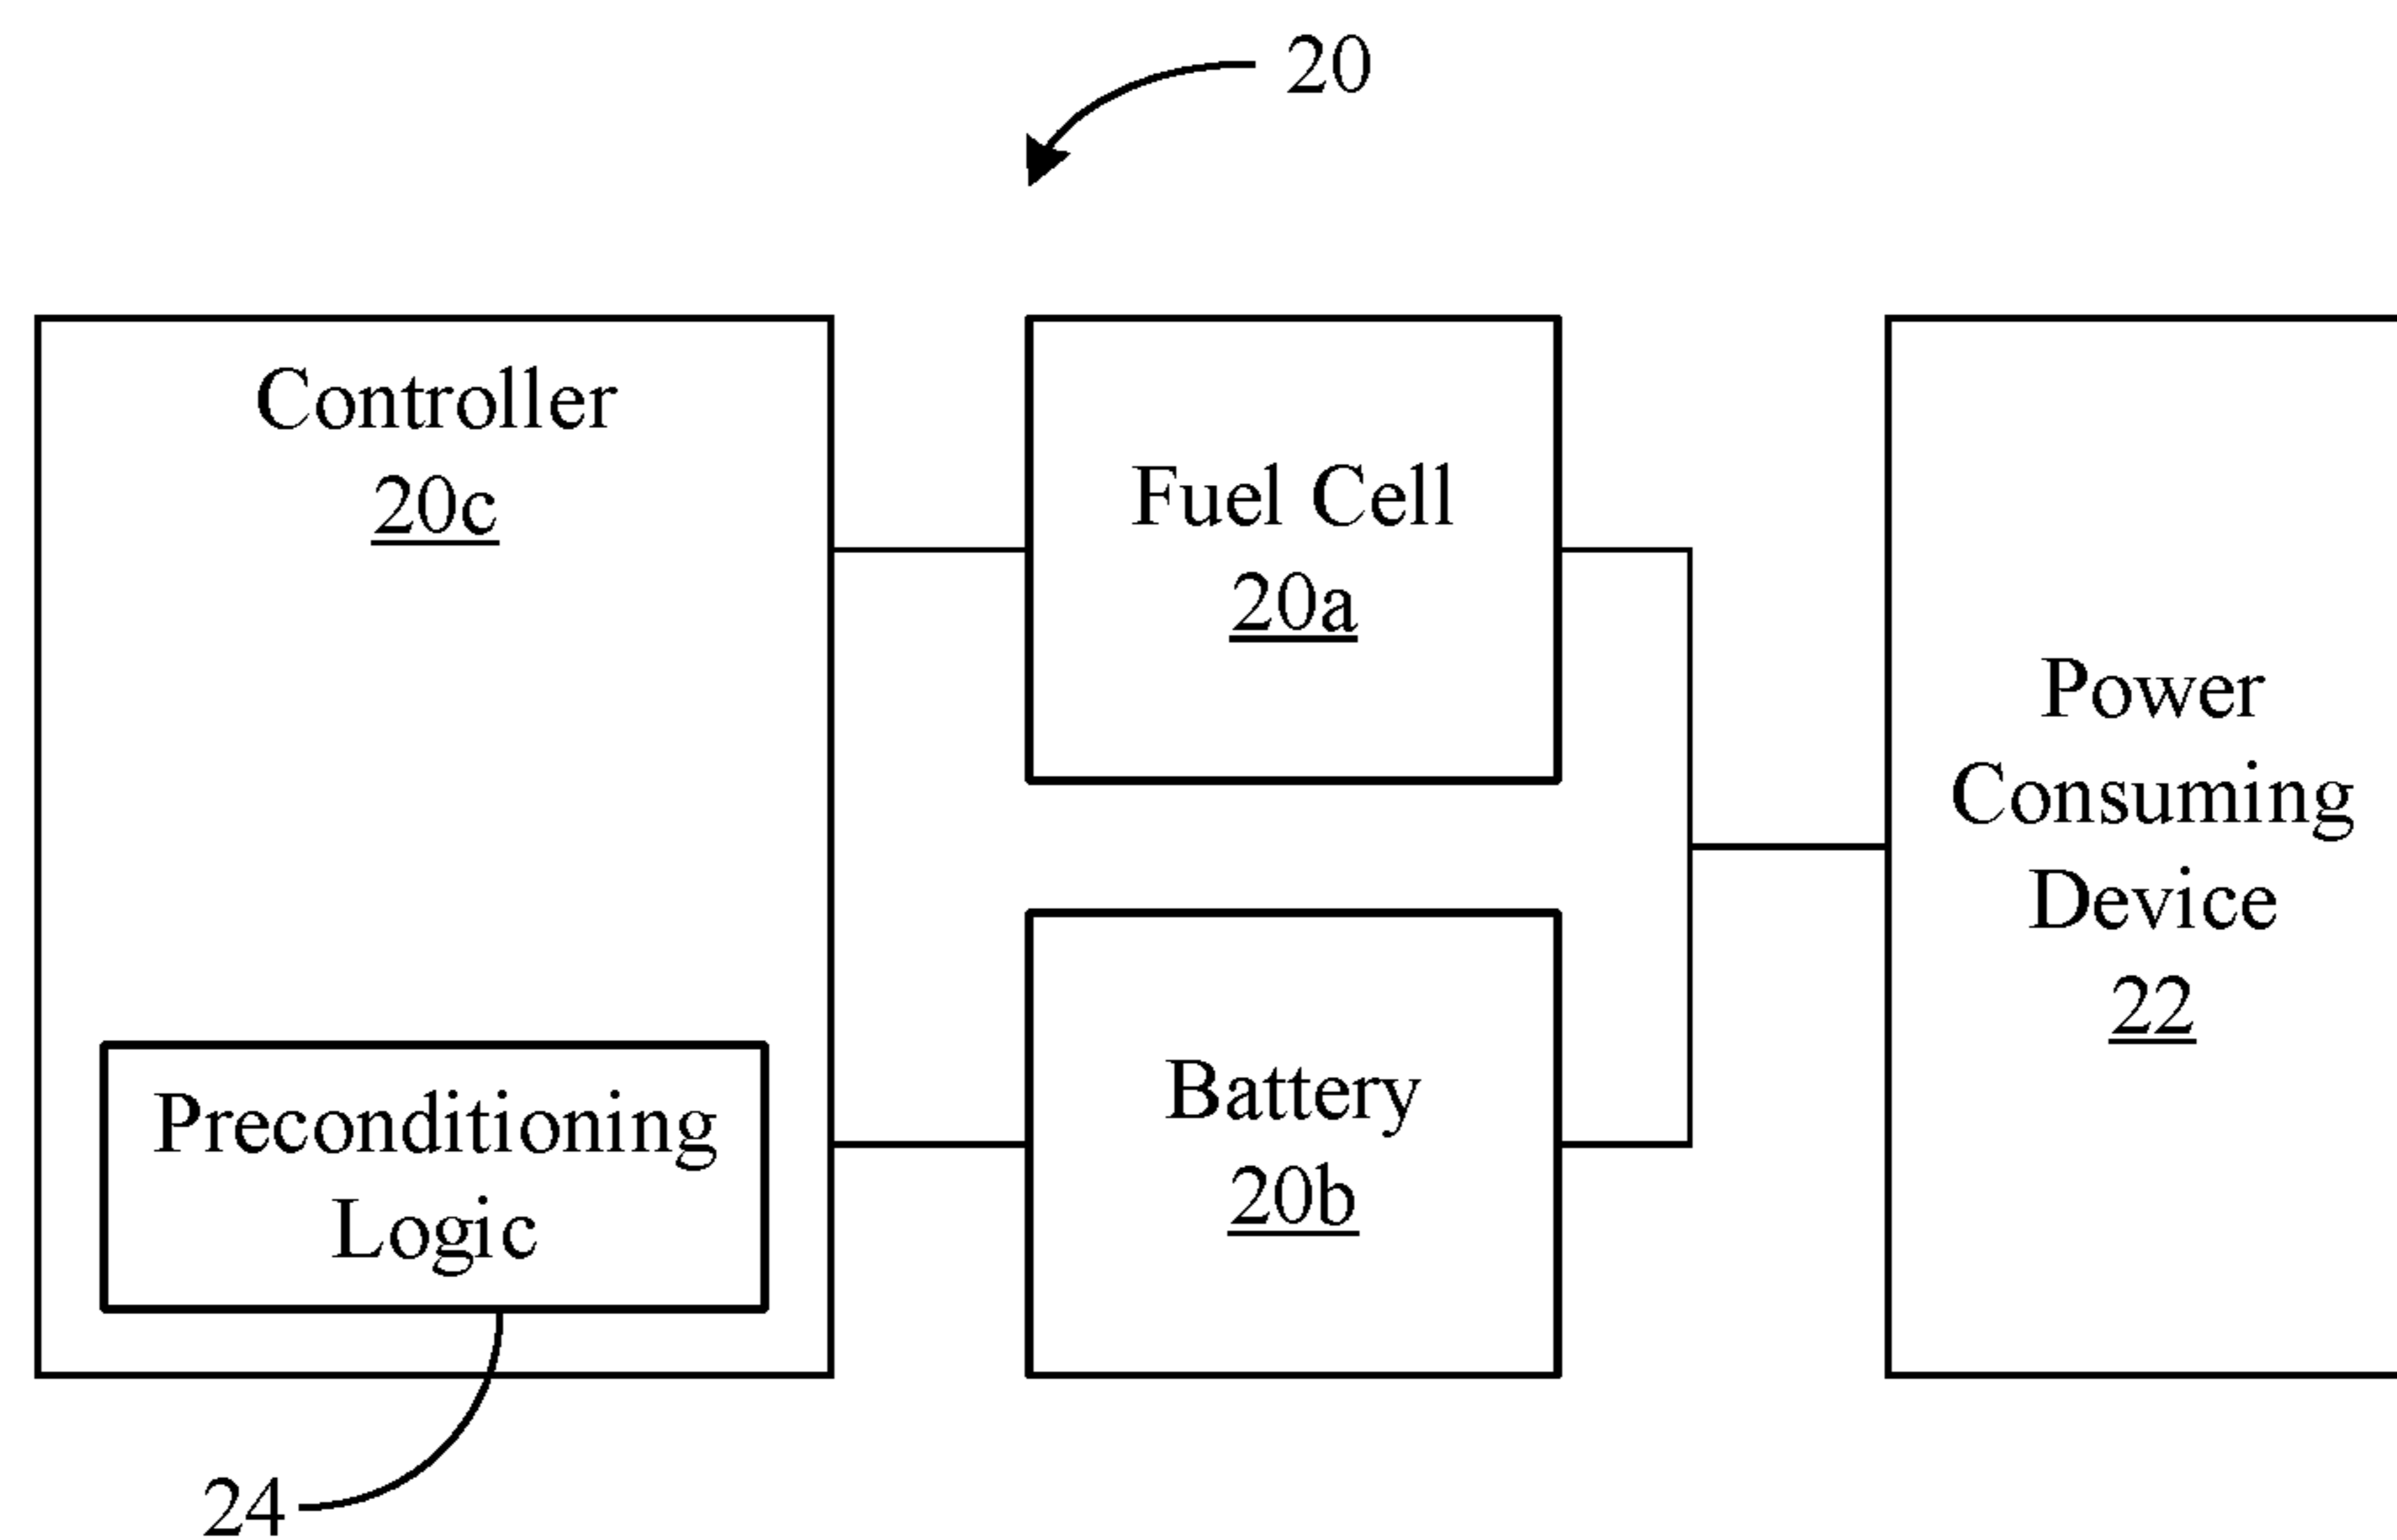 20
Controller
20c
Fuel Cell
20a
Battery
20b
Power
Consuming
Device
22
Preconditioning
Logic
24